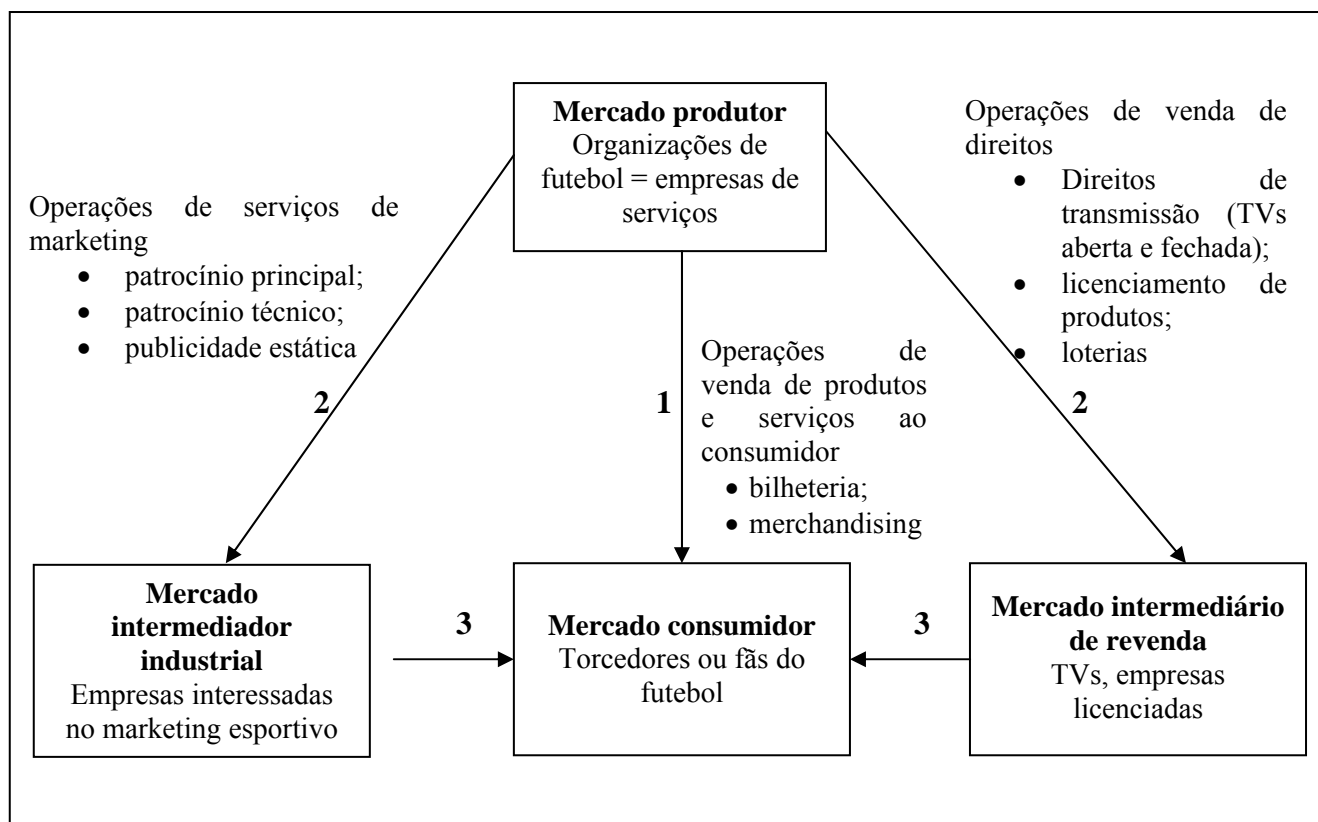 Mercado produtor
Organizações de
futebol = empresas de
serviços
Operações de venda de
direitos
• Direitos de
transmissão (TVs
aberta e fechada);
• licenciamento de
produtos;
• loterias
Operações de serviços de
marketing
• patrocínio principal;
• patrocínio técnico;
• publicidade estática
Operações de
venda de produtos
e serviços ao
consumidor
• bilheteria;
• merchandising
2
1
2
Mercado
intermediador
industrial
Empresas interessadas
no marketing esportivo
3
Mercado consumidor
Torcedores ou fãs do
futebol
3
Mercado intermediário
de revenda
TVs, empresas
licenciadas